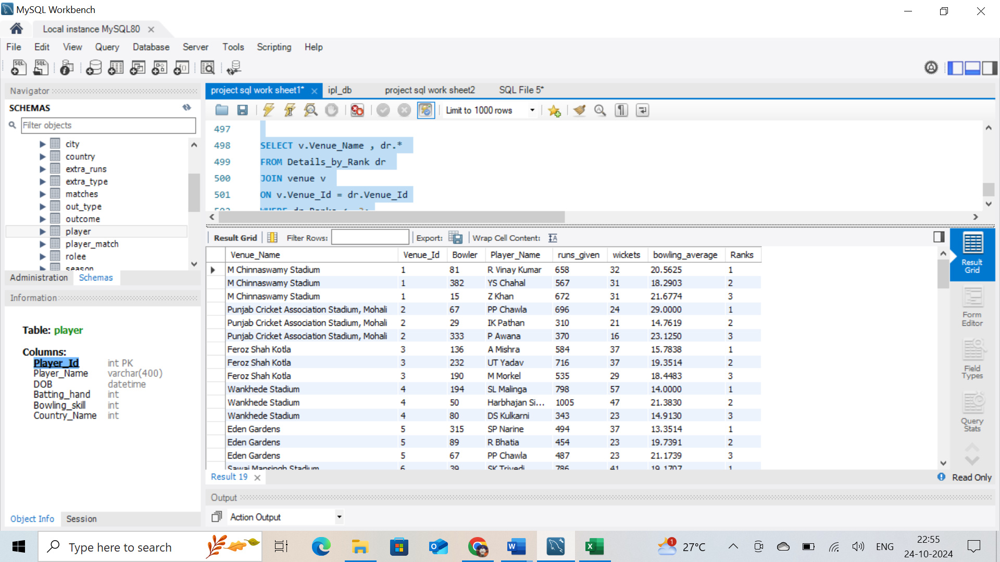 MySQL Workbench
Local instance MySQL80
File Edit View Query Database Server Tools Scripting Help
Navigator
SCHEMAS
Filter objects
city
country
extra_runs
extra_type
matches
out_type
outcome
player
player_match
rolee
season
Administration Schemas
Information
Table: player
Columns:
Player_Id int PK
Player_Name varchar(400)
DOB datetime
Batting_hand int
Bowling_skill int
Country_Name int
Object Info Session
project sql work sheet1* ipl_db project sql work sheet2 SQL File 5*
Limit to 1000 rows
497
498 SELECT v.Venue_Name , dr.*
499 FROM Details_by_Rank dr
500 JOIN venue v
501 ON v.Venue_Id = dr.Venue_Id
Result Grid Filter Rows: Export: Wrap Cell Content:
Venue_Name Venue_Id Bowler Player_Name runs_given wickets bowling_average Ranks
M Chinnaswamy Stadium 1 81 R Vinay Kumar 658 32 20.5625 1
M Chinnaswamy Stadium 1 382 YS Chahal 567 31 18.2903 2
M Chinnaswamy Stadium 1 15 Z Khan 672 31 21.6774 3
Punjab Cricket Association Stadium, Mohali 2 67 PP Chawla 696 24 29.0000 1
Punjab Cricket Association Stadium, Mohali 2 29 IK Pathan 310 21 14.7619 2
Punjab Cricket Association Stadium, Mohali 2 333 P Awana 370 16 23.1250 3
Feroz Shah Kotla 3 136 A Mishra 584 37 15.7838 1
Feroz Shah Kotla 3 232 UT Yadav 716 37 19.3514 2
Feroz Shah Kotla 3 190 M Morkel 535 29 18.4483 3
Wankhede Stadium 4 194 SL Malinga 798 57 14.0000 1
Wankhede Stadium 4 50 Harbhajan Si... 1005 47 21.3830 2
Wankhede Stadium 4 80 DS Kulkarni 343 23 14.9130 3
Eden Gardens 5 315 SP Narine 494 37 13.3514 1
Eden Gardens 5 89 R Bhatia 454 23 19.7391 2
Eden Gardens 5 67 PP Chawla 487 23 21.1739 3
Sawai Mansingh Stadium 6 39 SK Trivedi 786 41 19.1707 1
Result
Grid
Form
Editor
Field
Types
Query
Stats
Result 19
Read Only
Output
Action Output
Type here to search
1
27°C
ENG
22:55
24-10-2024